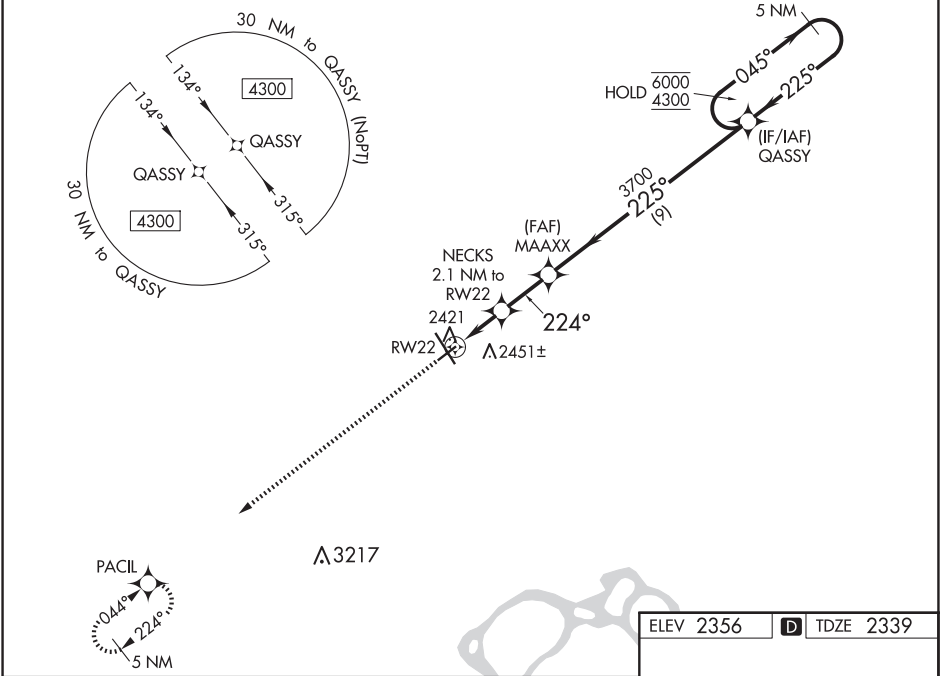 30 NM to QASSY (NoPT)
4300
134°
QASSY
315°
134°
QASSY
4300
315°
30 NM to QASSY
5 NM
HOLD 6000
4300
045°
225°
(IF/IAF)
QASSY
3700
225°
(9)
(FAF)
MAAXX
NECKS
2.1 NM to
RW22
224°
2421
RW22
2451±
3217
PACIL
044°
224°
5 NM
ELEV 2356 D TDZE 2339